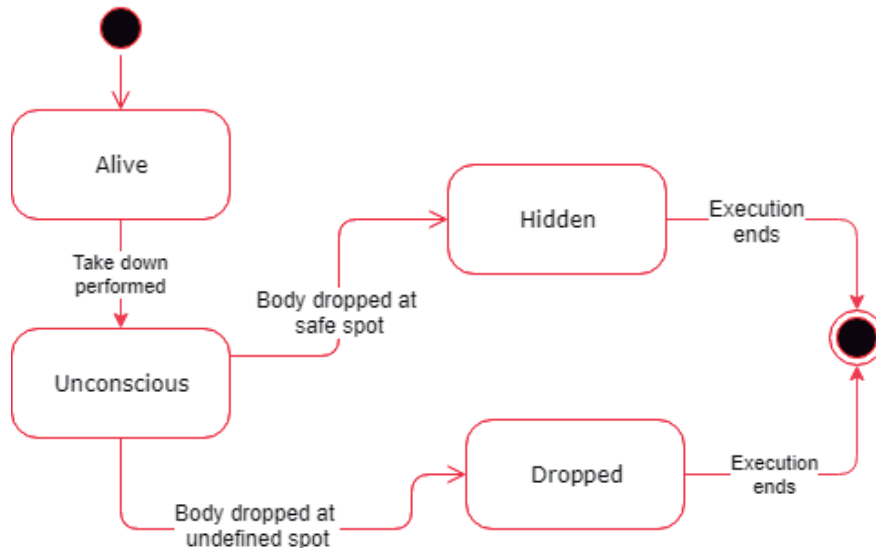 Alive
Take down
performed
Unconscious
Body dropped at
safe spot
Hidden
Execution
ends
Body dropped at
undefined spot
Dropped
Execution
ends